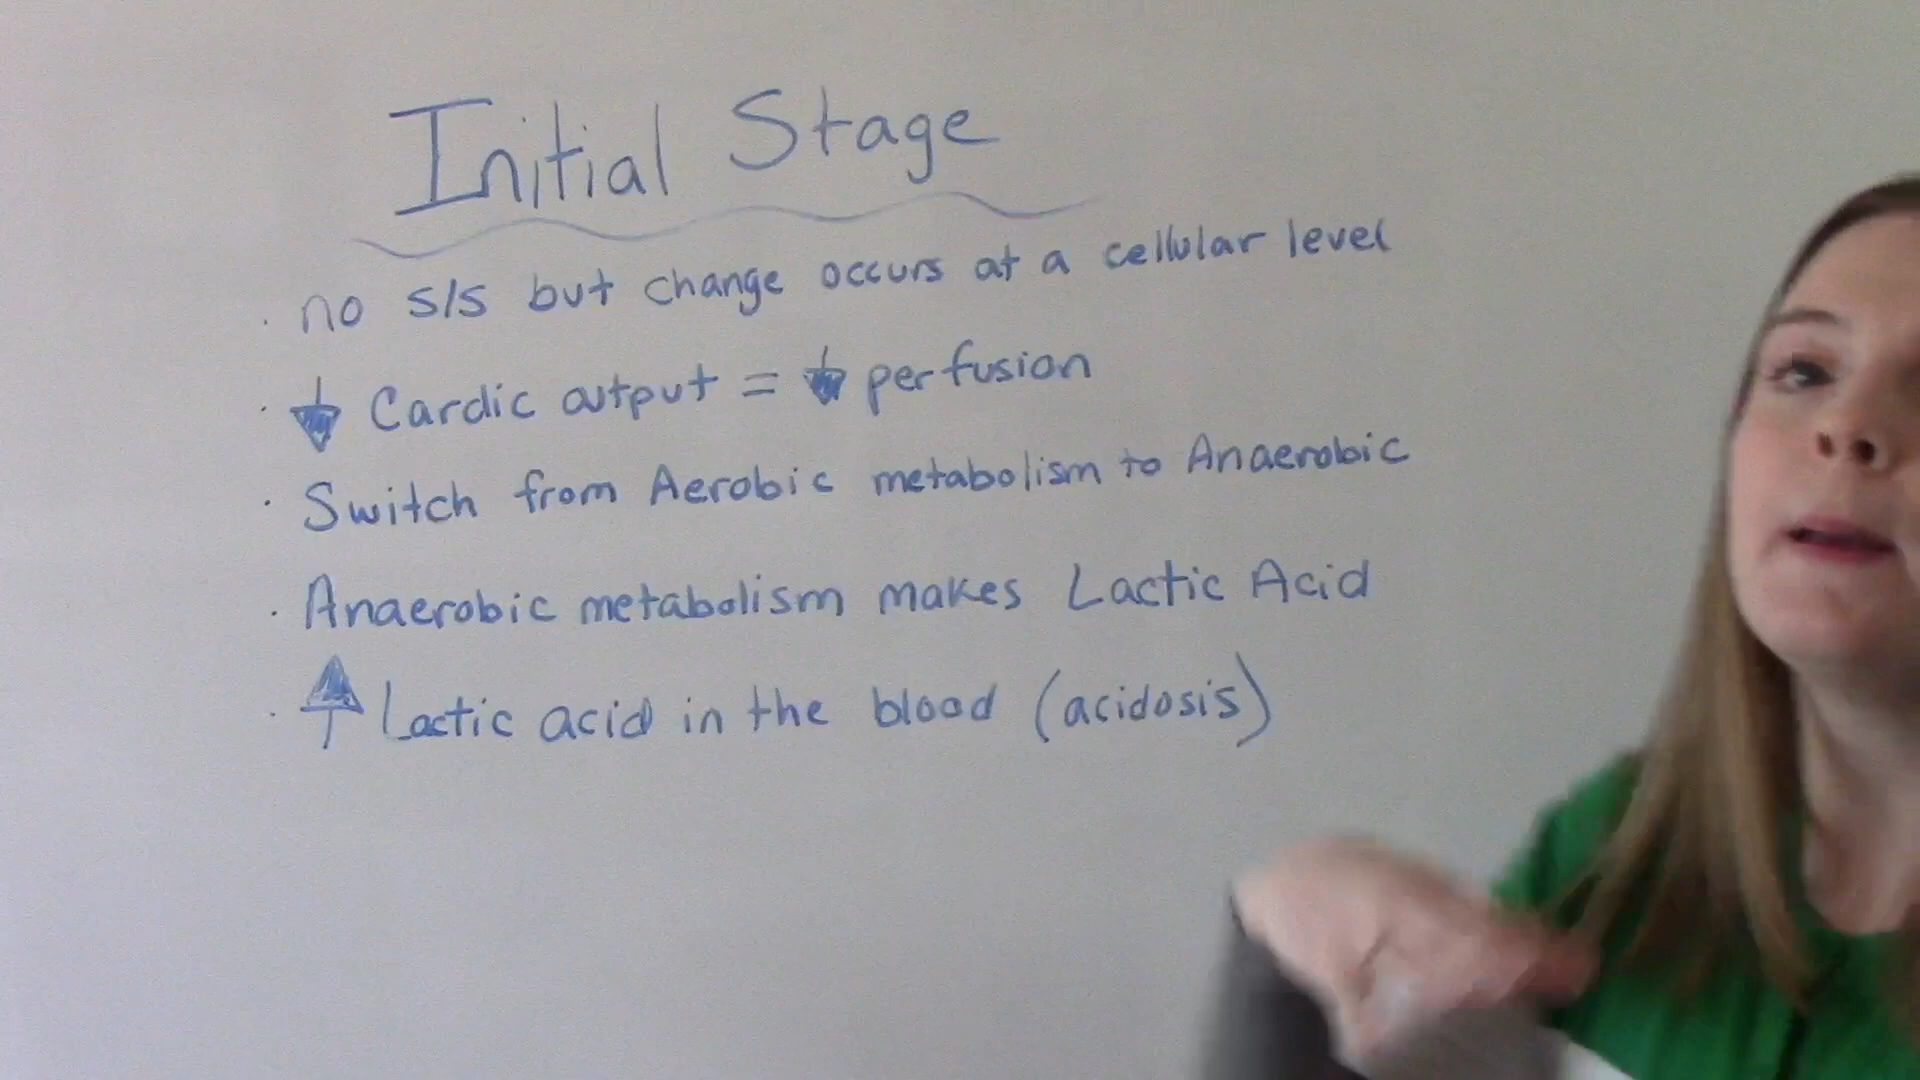 Initial Stage
· no s/s but change occurs at a cellular level
· ↓ Cardic output = ↓ perfusion
· Switch from Aerobic metabolism to Anaerobic
· Anaerobic metabolism makes Lactic Acid
· ↑ Lactic acid in the blood (acidosis)